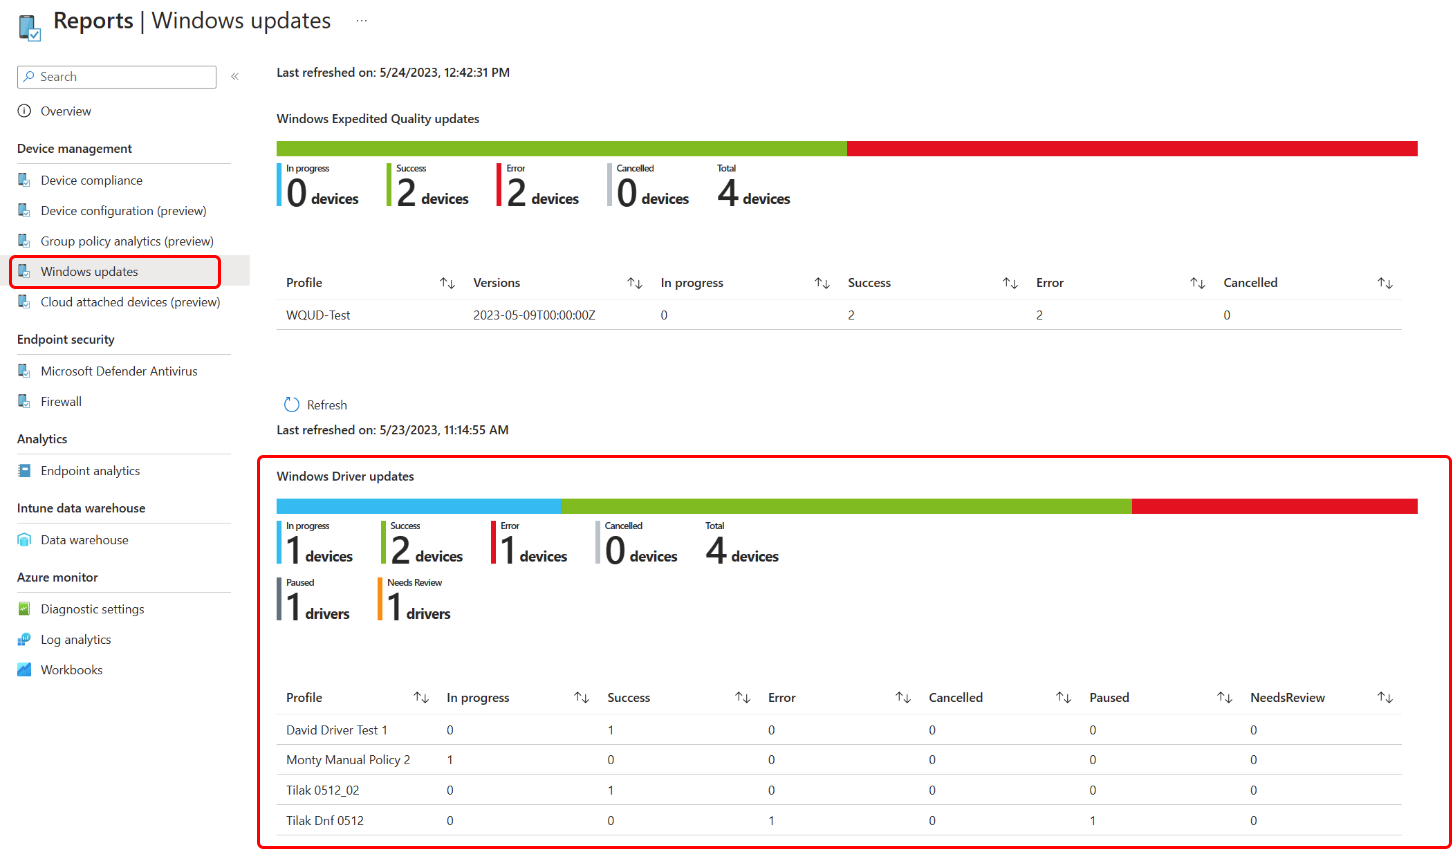 Reports | Windows updates ...
Search «
Overview
Device management
Device compliance
Device configuration (preview)
Group policy analytics (preview)
Windows updates
Cloud attached devices (preview)
Endpoint security
Microsoft Defender Antivirus
Firewall
Analytics
Endpoint analytics
Intune data warehouse
Data warehouse
Azure monitor
Diagnostic settings
Log analytics
Workbooks
Last refreshed on: 5/24/2023, 12:42:31 PM
Windows Expedited Quality updates
In progress Success Error Cancelled Total
0 devices 2 devices 2 devices 0 devices 4 devices
Profile ↑↓ Versions ↑↓ In progress ↑↓ Success ↑↓ Error ↑↓ Cancelled ↑↓
WQUD-Test 2023-05-09T00:00:00Z 0 2 2 0
Refresh
Last refreshed on: 5/23/2023, 11:14:55 AM
Windows Driver updates
In progress Success Error Cancelled Total
1 devices 2 devices 1 devices 0 devices 4 devices
Paused Needs Review
1 drivers 1 drivers
Profile ↑↓ In progress ↑↓ Success ↑↓ Error ↑↓ Cancelled ↑↓ Paused ↑↓ NeedsReview ↑↓
David Driver Test 1 0 1 0 0 0 0
Monty Manual Policy 2 1 0 0 0 0 0
Tilak 0512_02 0 1 0 0 0 0
Tilak Dnf 0512 0 0 1 0 1 0